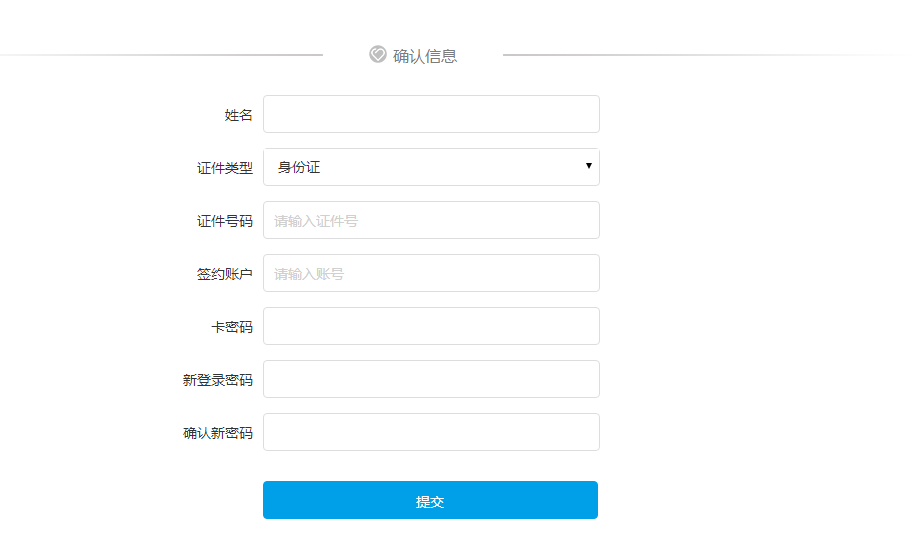 确认信息
姓名
证件类型 身份证
证件号码 请输入证件号
签约账户 请输入账号
卡密码
新登录密码
确认新密码
提交